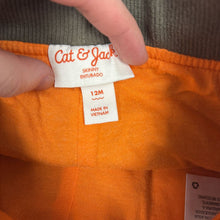 Cat & Jack
SKINNY
ENTUBADO
12M
MADE IN
VIETNAM